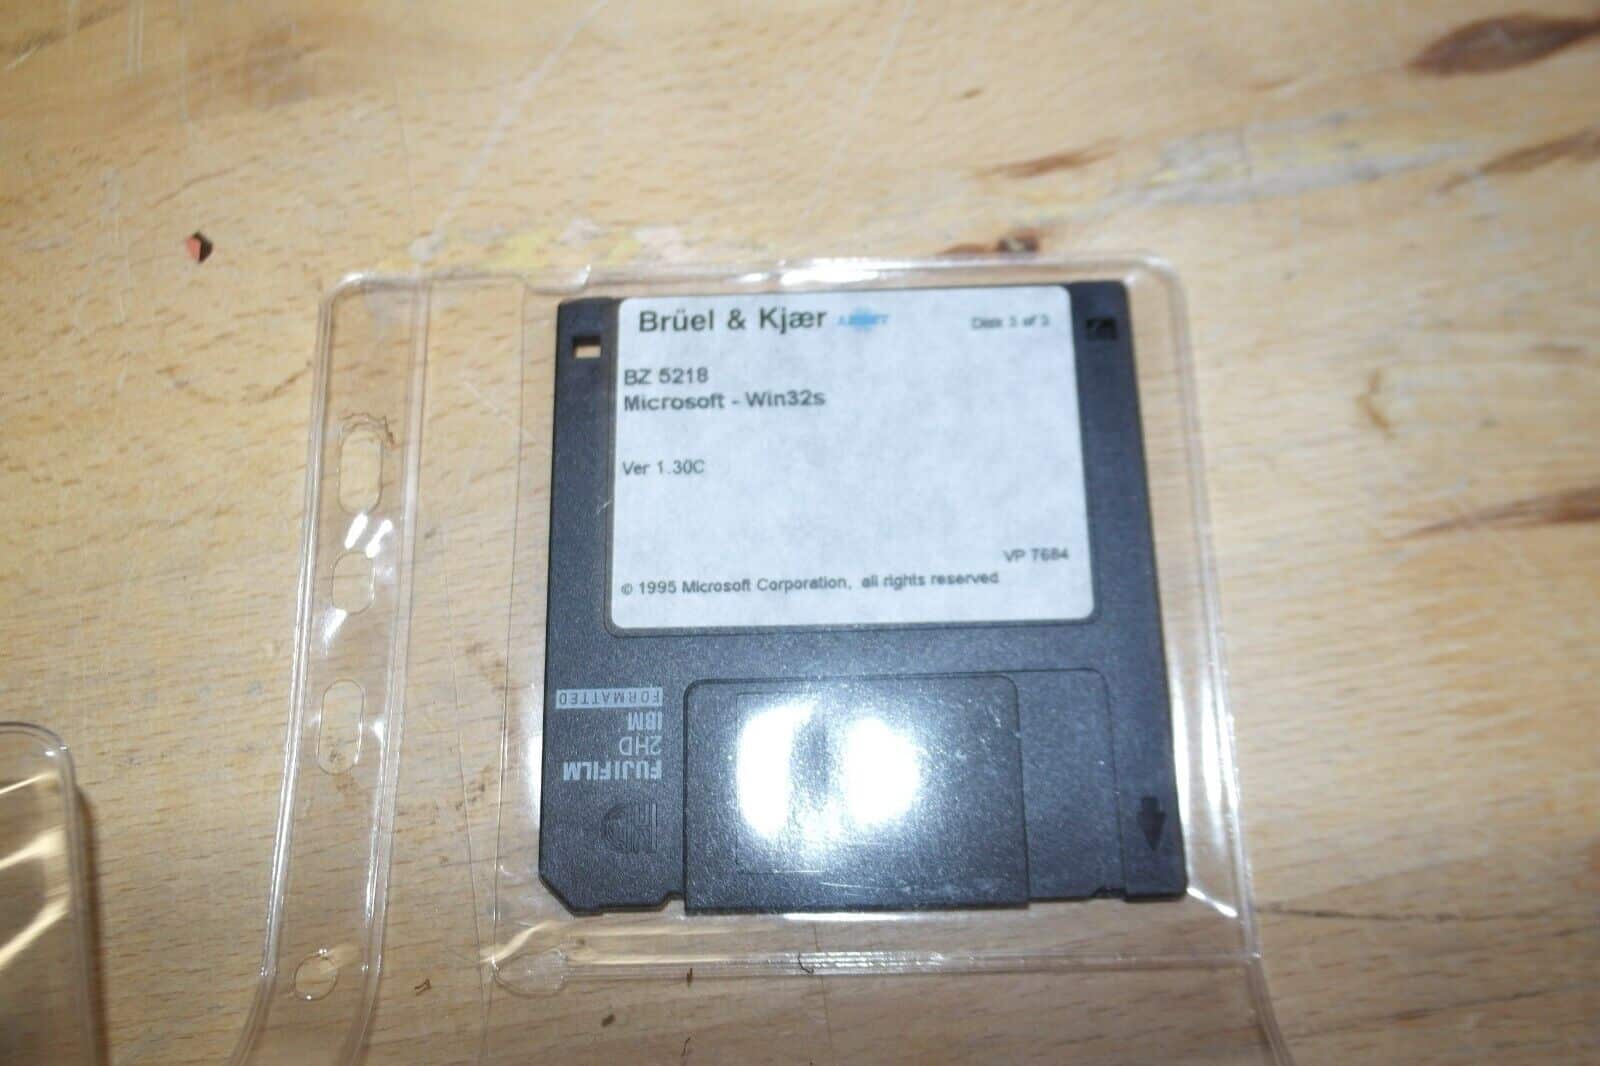 Brüel & Kjær
BZ 5218
Microsoft - Win32s
Ver 1.30C
VP 7684
© 1995 Microsoft Corporation, all rights reserved
FORMATTED
IBM
2HD
FUJIFILM
HD